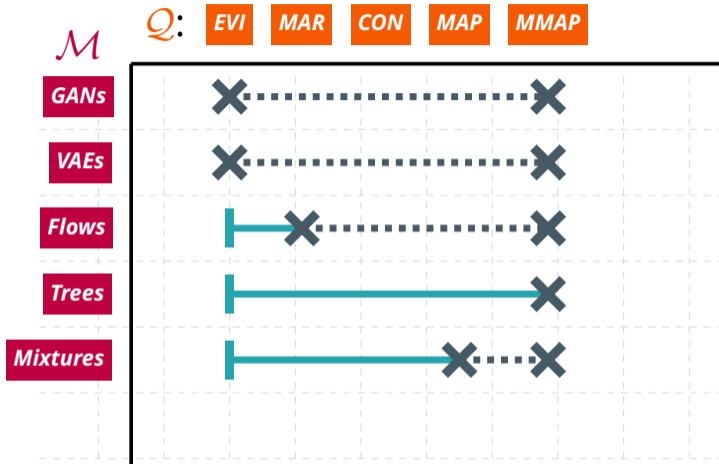 𝒬: EVI MAR CON MAP MMAP
ℳ
GANs
VAEs
Flows
Trees
Mixtures